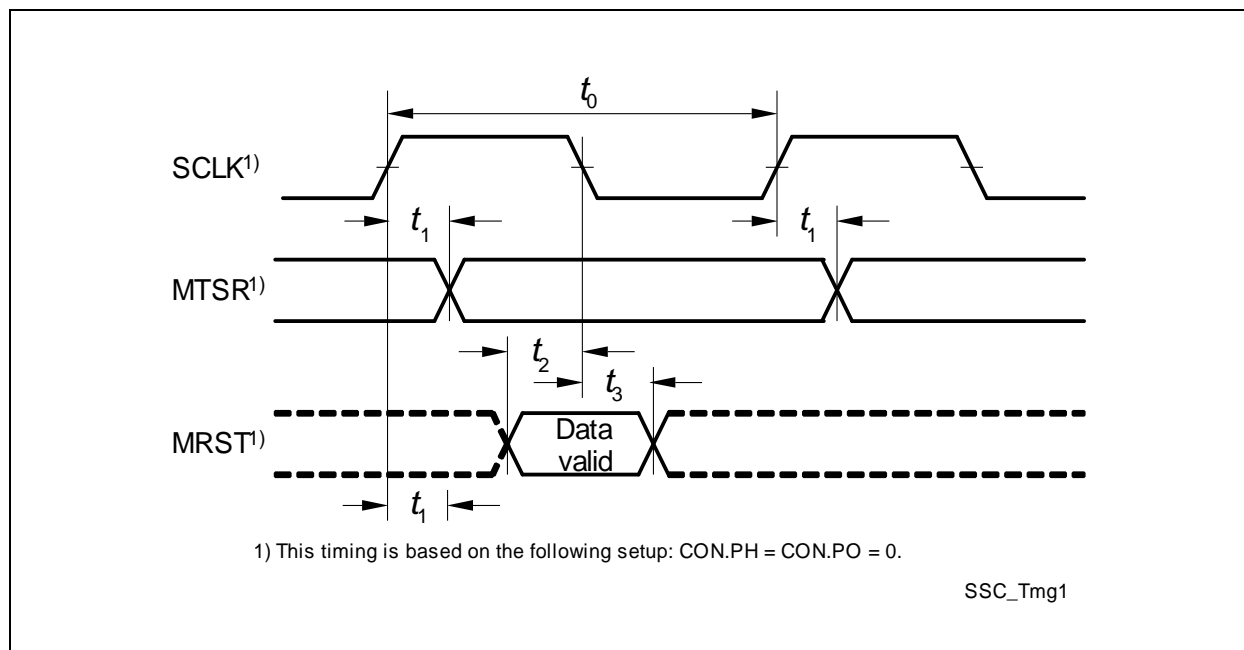 t0
SCLK1)
t1 t1
MTSR1)
t2
t3
MRST1) Data
valid
t1
1) This timing is based on the following setup: CON.PH = CON.PO = 0.
SSC_Tmg1